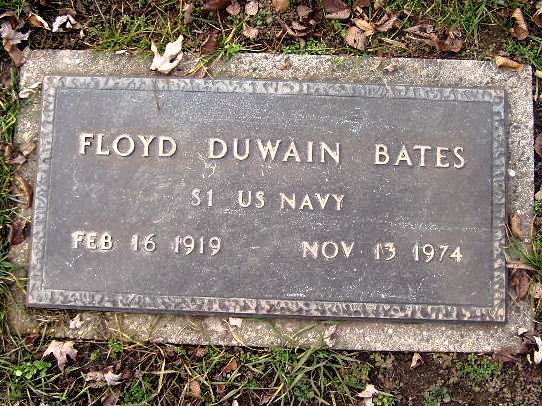 FLOYD DUWAIN BATES
S1 US NAVY
FEB 16 1919 NOV 13 1974